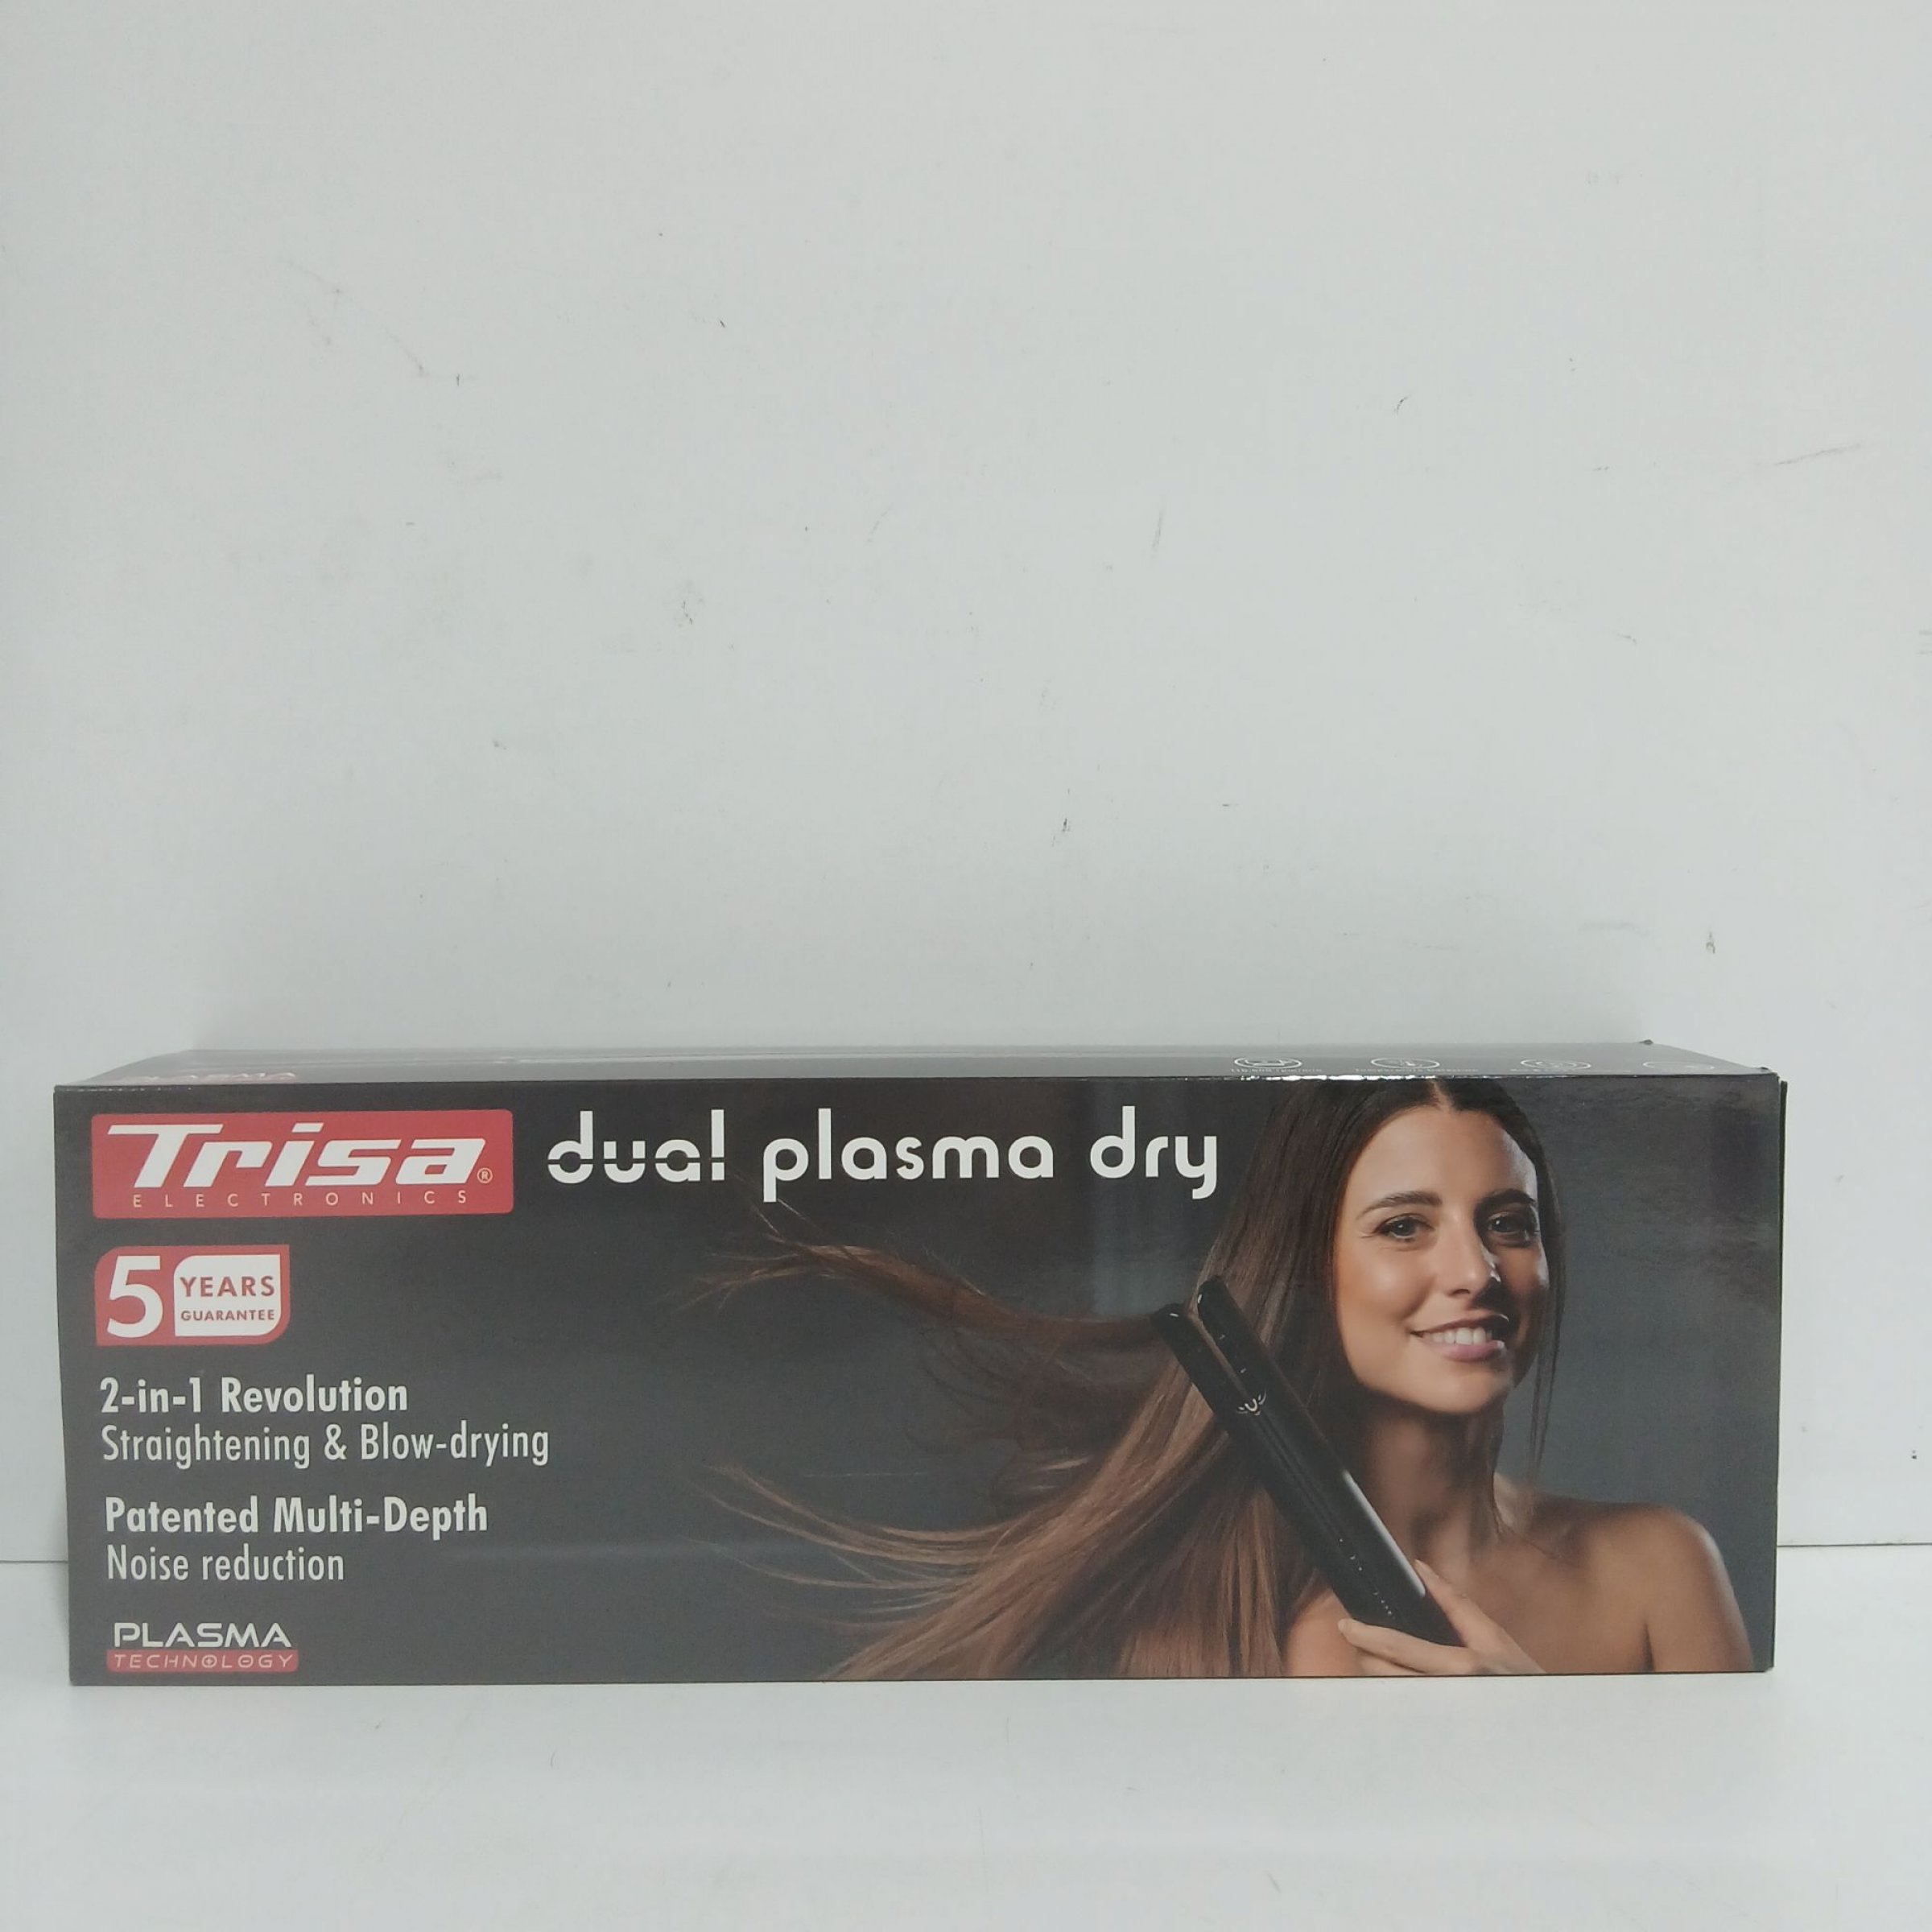 PLASMA
Trisa®
ELECTRONICS
dual plasma dry
5 YEARS
GUARANTEE
2-in-1 Revolution
Straightening & Blow-drying
Patented Multi-Depth
Noise reduction
PLASMA
TECHNOLOGY